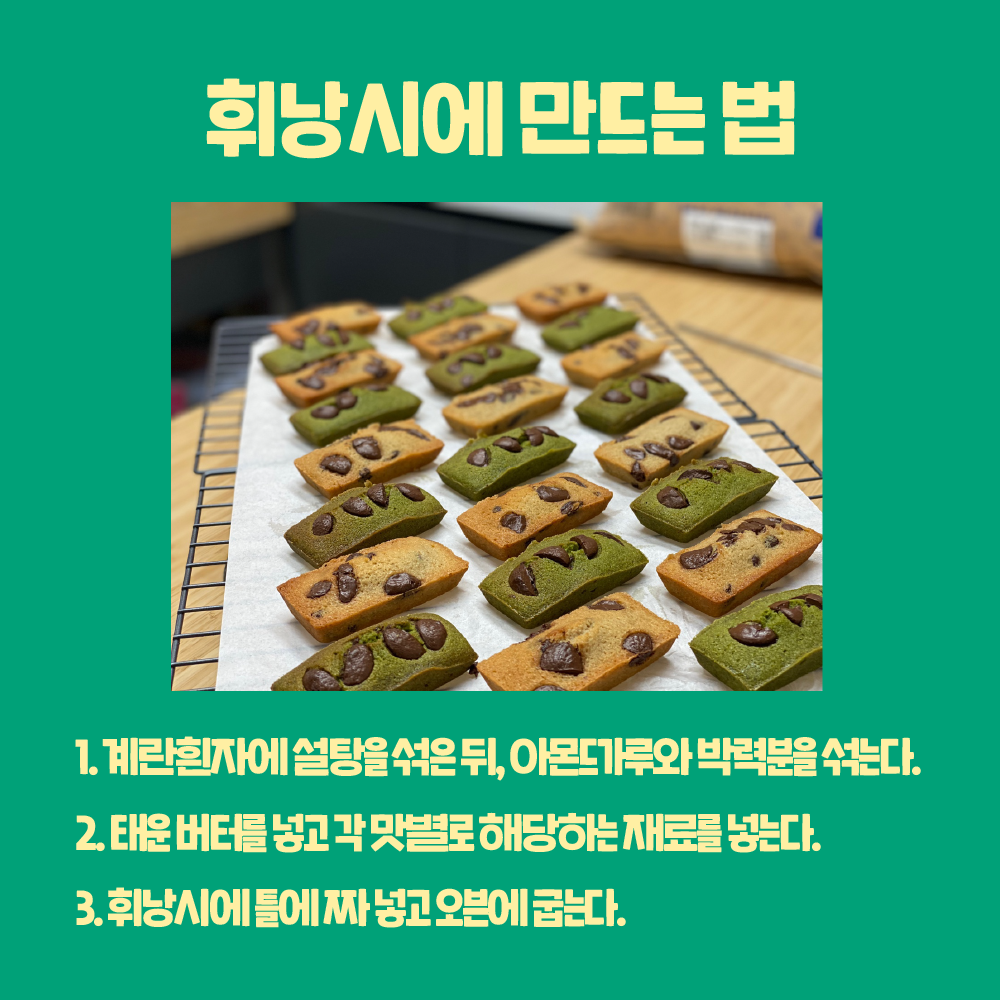 휘낭시에 만드는 법
1. 계란흰자에 설탕을 섞은 뒤, 아몬드가루와 박력분을 섞는다.
2. 태운 버터를 넣고 각 맛별로 해당하는 재료를 넣는다.
3. 휘낭시에 틀에 짜 넣고 오븐에 굽는다.